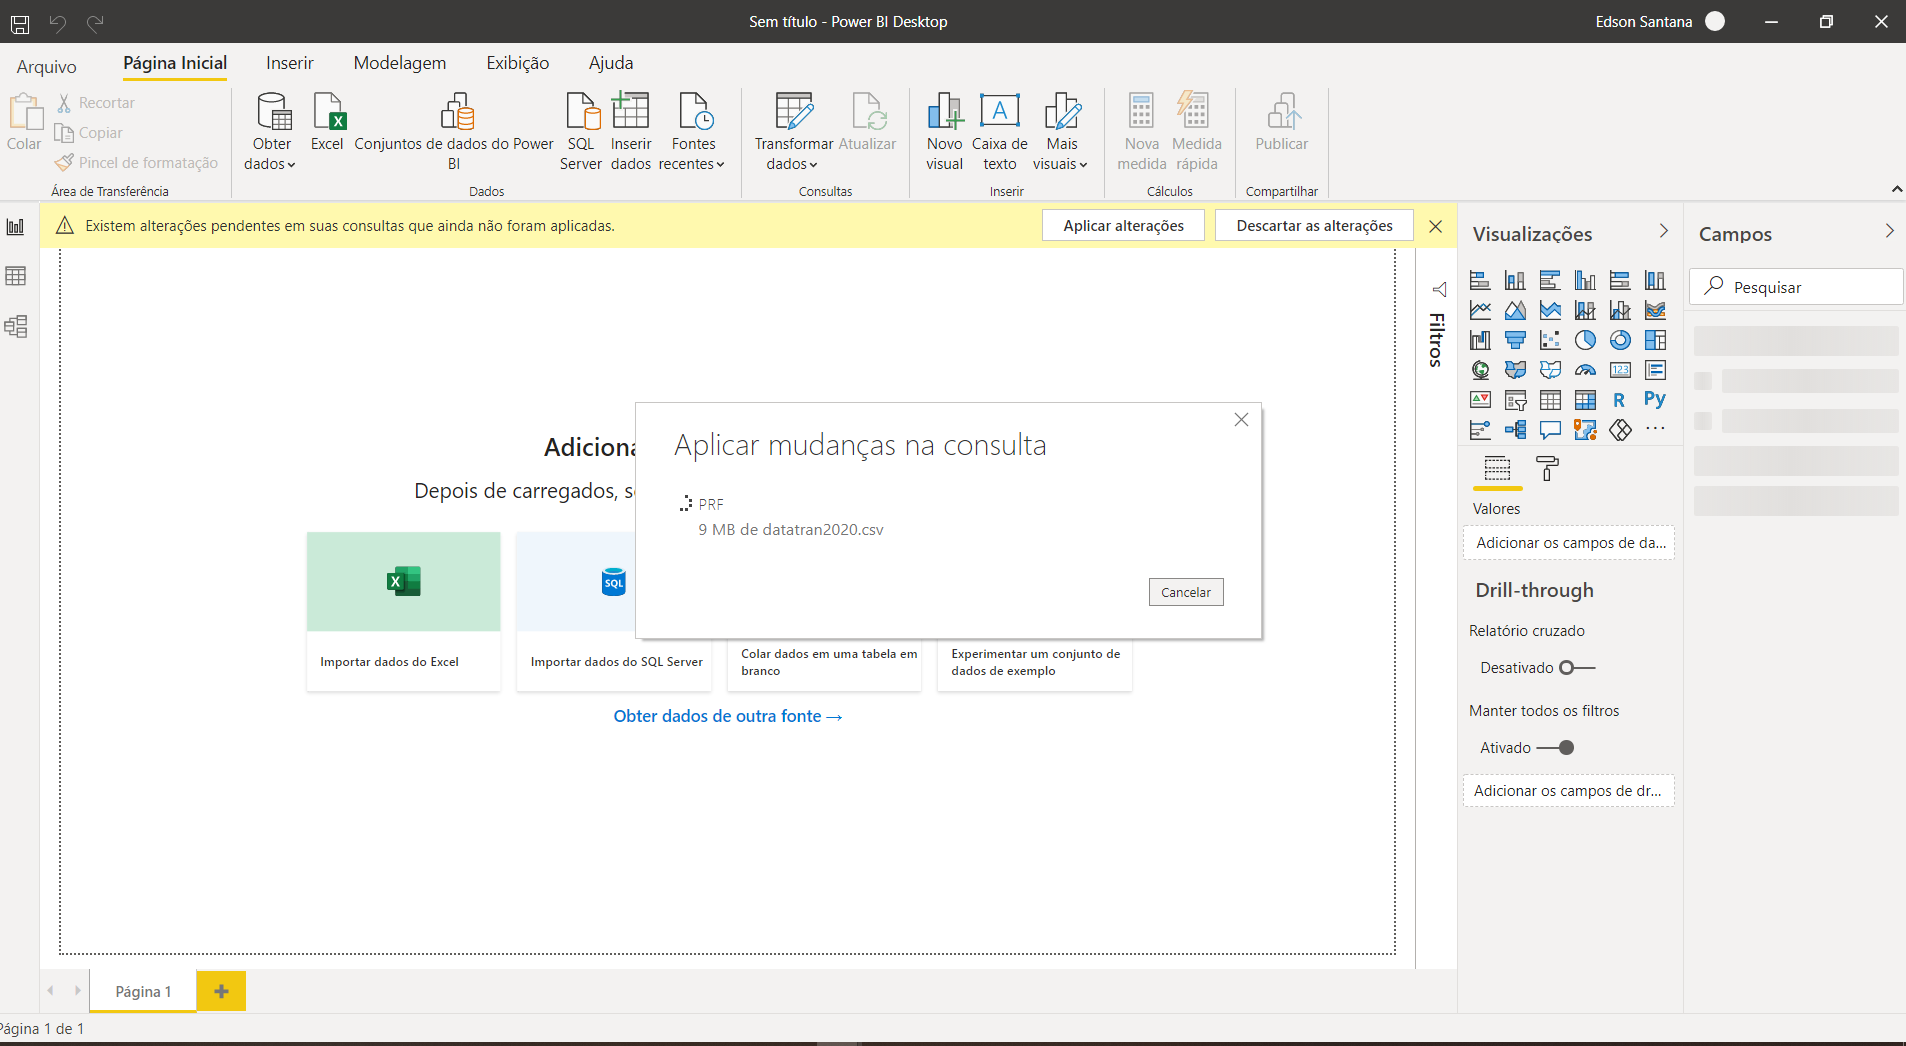 Sem título - Power BI Desktop
Edson Santana
Arquivo
Página Inicial
Inserir
Modelagem
Exibição
Ajuda
Colar
Recortar
Copiar
Pincel de formatação
Área de Transferência
Obter
dados
Excel
Conjuntos de dados do Power
BI
SQL
Server
Inserir
dados
Fontes
recentes
Dados
Transformar
dados
Atualizar
Consultas
Novo
visual
Caixa de
texto
Mais
visuais
Inserir
Nova
medida
Medida
rápida
Cálculos
Publicar
Compartilhar
Existem alterações pendentes em suas consultas que ainda não foram aplicadas.
Aplicar alterações
Descartar as alterações
Adiciona
Depois de carregados, s
Aplicar mudanças na consulta
PRF
9 MB de datatran2020.csv
Cancelar
SQL
Importar dados do Excel
Importar dados do SQL Server
Colar dados em uma tabela em
branco
Experimentar um conjunto de
dados de exemplo
Obter dados de outra fonte →
Filtros
Visualizações
123
R
Py
...
Valores
Adicionar os campos de da...
Drill-through
Relatório cruzado
Desativado
Manter todos os filtros
Ativado
Adicionar os campos de dr...
Campos
Pesquisar
Página 1
Página 1 de 1